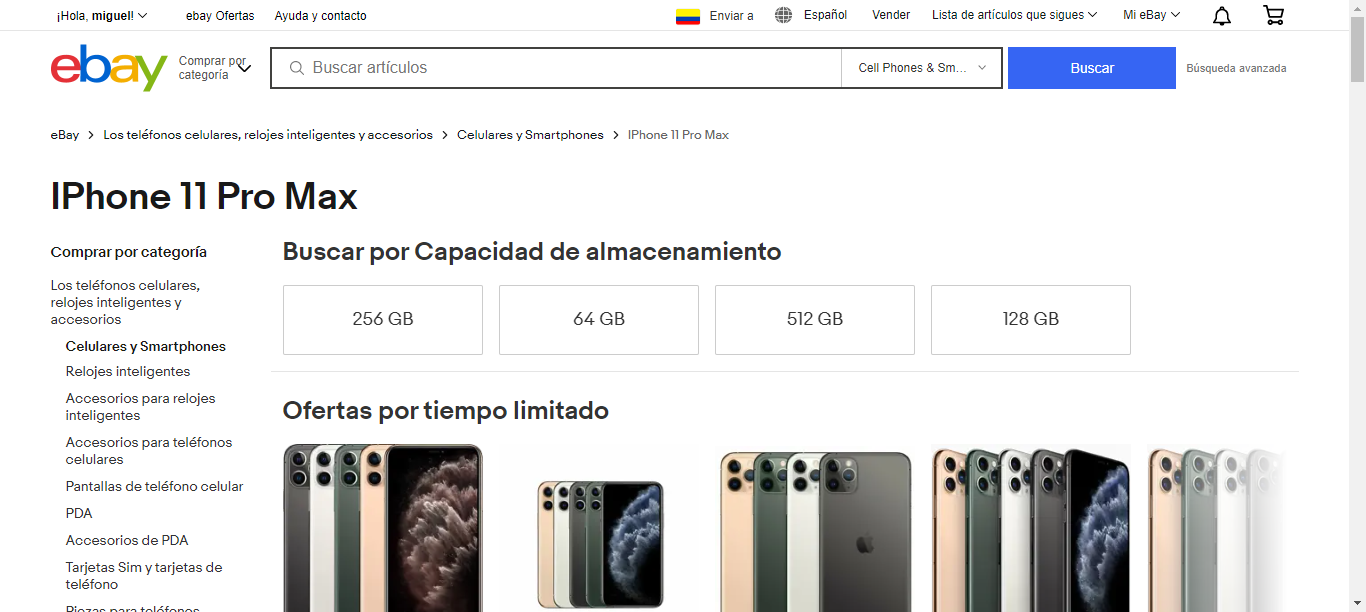 ¡Hola, miguel!
ebay Ofertas
Ayuda y contacto
Enviar a
Español
Vender
Lista de artículos que sigues
Mi eBay
ebay
Comprar por
categoría
Buscar artículos
Cell Phones & Sm...
Buscar
Búsqueda avanzada
eBay > Los teléfonos celulares, relojes inteligentes y accesorios > Celulares y Smartphones > IPhone 11 Pro Max
IPhone 11 Pro Max
Comprar por categoría
Los teléfonos celulares,
relojes inteligentes y
accesorios
Celulares y Smartphones
Relojes inteligentes
Accesorios para relojes
inteligentes
Accesorios para teléfonos
celulares
Pantallas de teléfono celular
PDA
Accesorios de PDA
Tarjetas Sim y tarjetas de
teléfono
Piezas para teléfonos
Buscar por Capacidad de almacenamiento
256 GB
64 GB
512 GB
128 GB
Ofertas por tiempo limitado